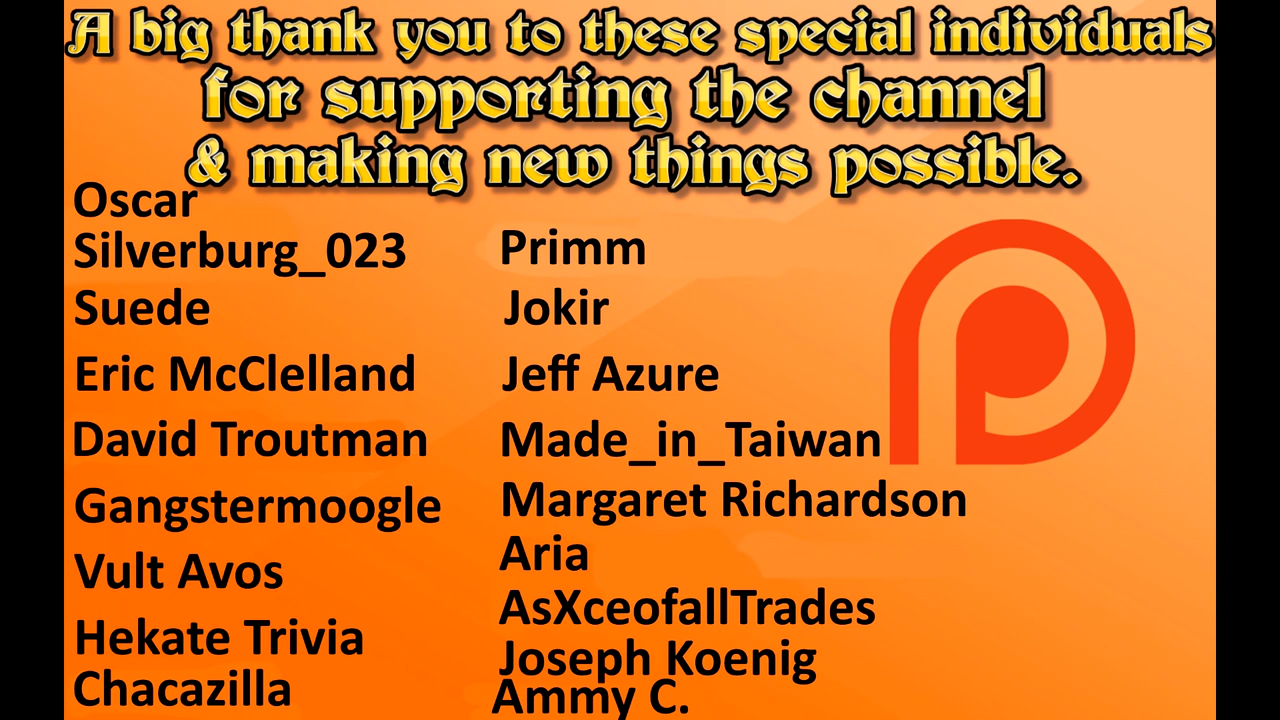 A big thank you to these special individuals
for supporting the channel
& making new things possible.
Oscar
Silverburg_023
Suede
Eric McClelland
David Troutman
Gangstermoogle
Vult Avos
Hekate Trivia
Chacazilla
Primm
Jokir
Jeff Azure
Made_in_Taiwan
Margaret Richardson
Aria
AsXceofallTrades
Joseph Koenig
Ammy C.